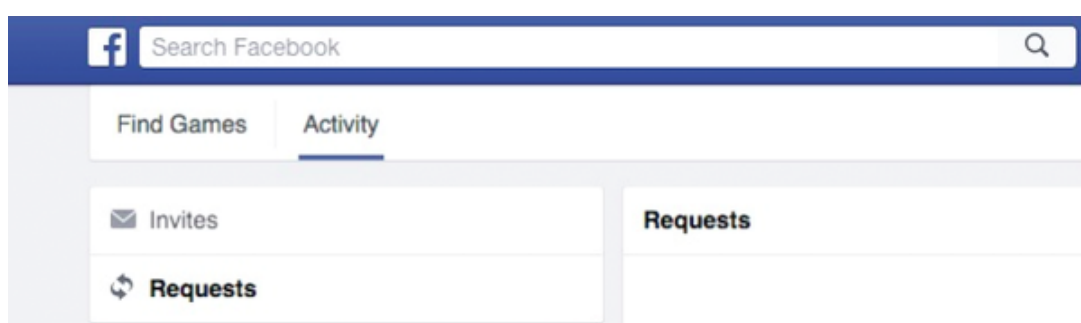 f Search Facebook
Find Games Activity
Invites
Requests
Requests